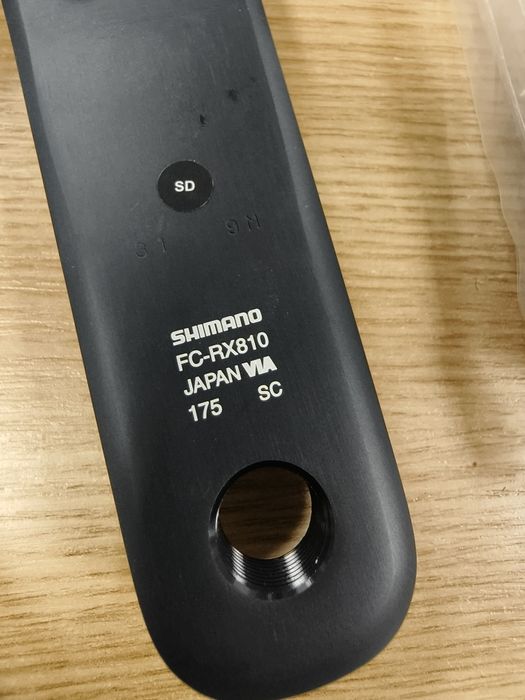 SD
SHIMANO
FC-RX810
JAPAN VIA
175 SC